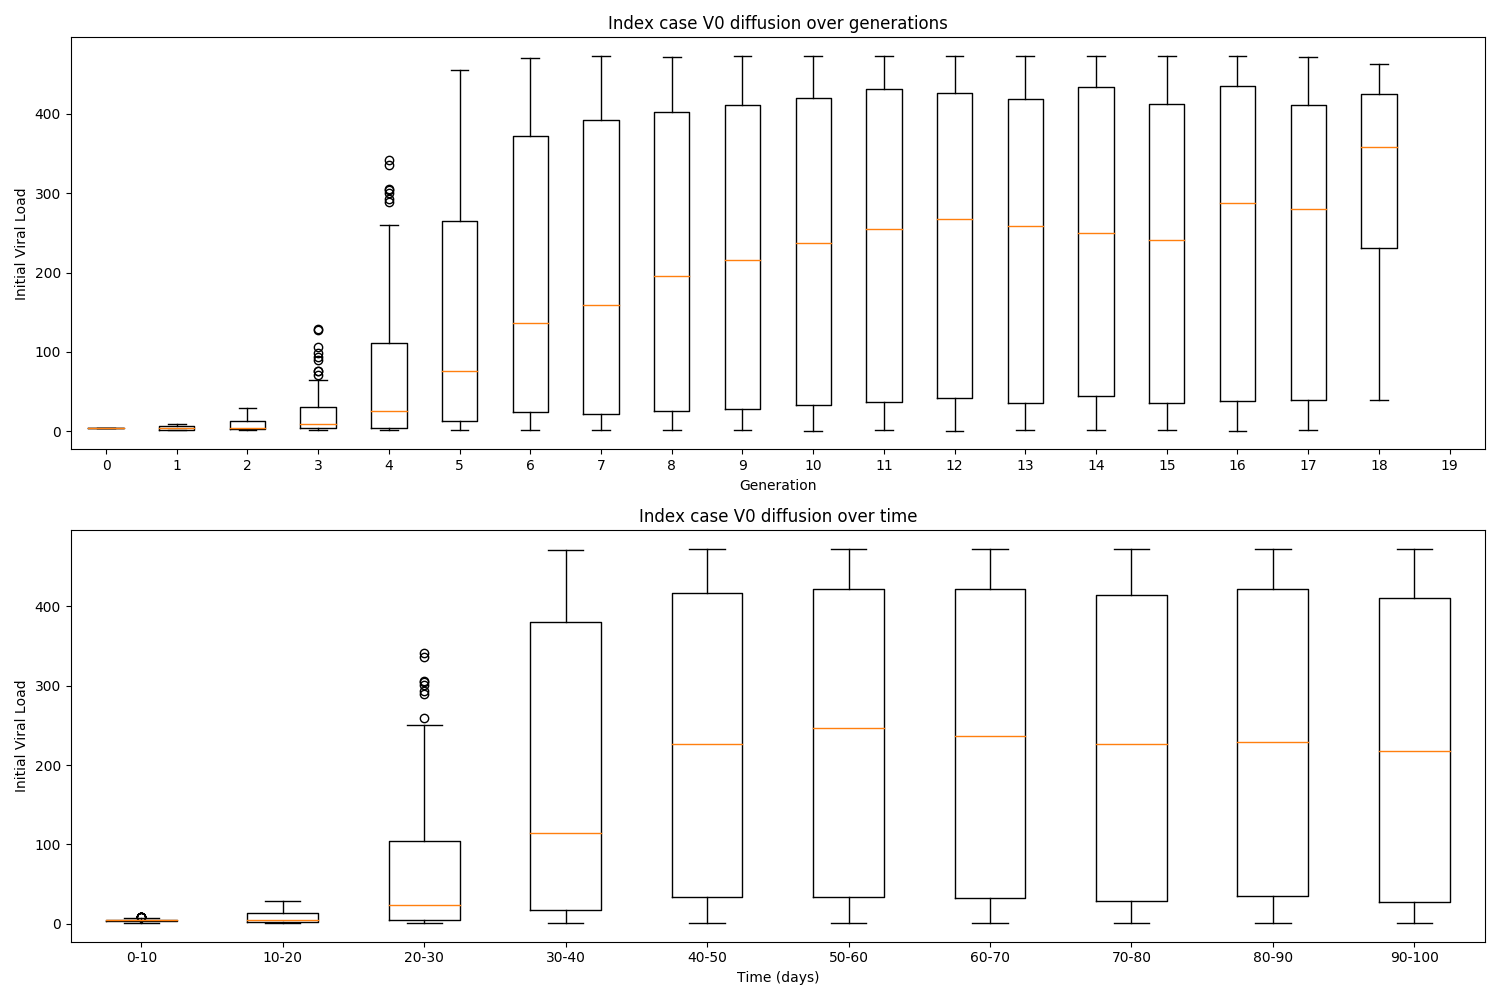 Index case V0 diffusion over generations
Initial Viral Load
400
300
200
100
0
0 1 2 3 4 5 6 7 8 9 10 11 12 13 14 15 16 17 18 19
Generation
Index case V0 diffusion over time
Initial Viral Load
400
300
200
100
0
0-10 10-20 20-30 30-40 40-50 50-60 60-70 70-80 80-90 90-100
Time (days)